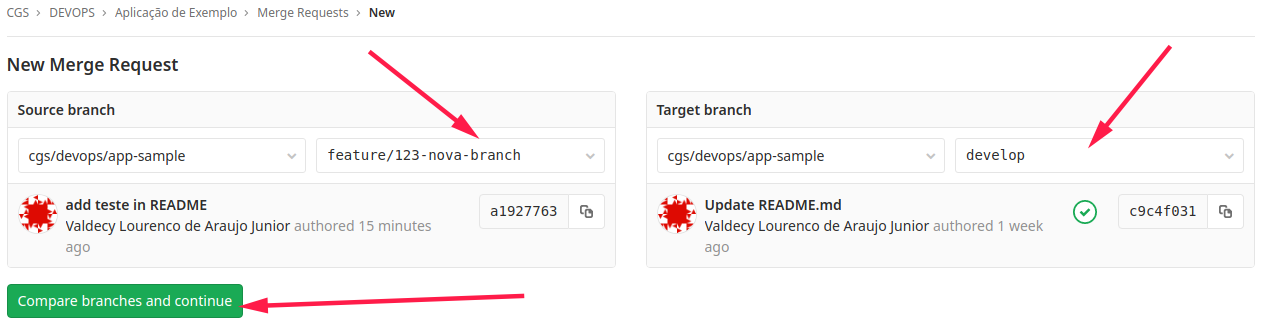 CGS > DEVOPS > Aplicação de Exemplo > Merge Requests > New
New Merge Request
Source branch
cgs/devops/app-sample
feature/123-nova-branch
add teste in README
Valdecy Lourenco de Araujo Junior authored 15 minutes
ago
a1927763
Target branch
cgs/devops/app-sample
develop
Update README.md
Valdecy Lourenco de Araujo Junior authored 1 week
ago
c9c4f031
Compare branches and continue